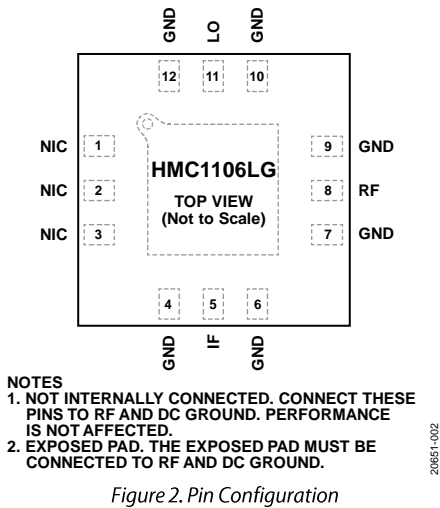 GND
LO
GND
12
11
10
NIC
1
HMC1106LG
9
GND
NIC
2
TOP VIEW
(Not to Scale)
8
RF
NIC
3
7
GND
4
5
6
GND
IF
GND
NOTES
1. NOT INTERNALLY CONNECTED. CONNECT THESE
PINS TO RF AND DC GROUND. PERFORMANCE
IS NOT AFFECTED.
2. EXPOSED PAD. THE EXPOSED PAD MUST BE
CONNECTED TO RF AND DC GROUND.
20651-002
Figure 2. Pin Configuration